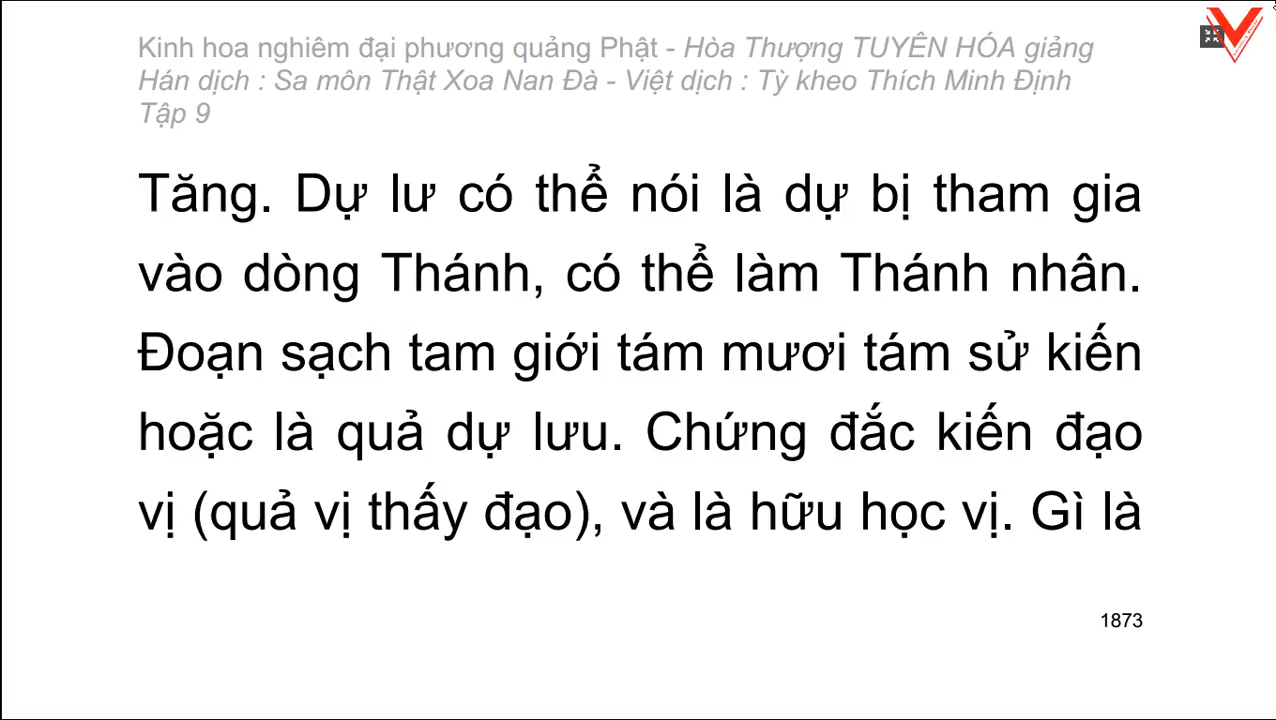 Kinh hoa nghiêm đại phương quảng Phật - Hòa Thượng TUYÊN HÓA giảng
Hán dịch : Sa môn Thật Xoa Nan Đà - Việt dịch : Tỳ kheo Thích Minh Định
Tập 9
Tăng. Dự lư có thể nói là dự bị tham gia
vào dòng Thánh, có thể làm Thánh nhân.
Đoạn sạch tam giới tám mươi tám sử kiến
hoặc là quả dự lưu. Chứng đắc kiến đạo
vị (quả vị thấy đạo), và là hữu học vị. Gì là
1873